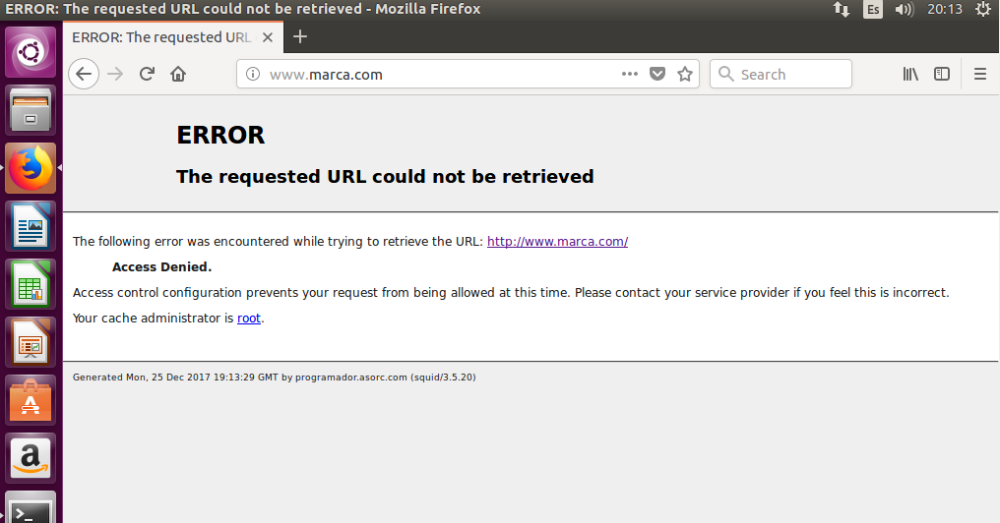 ERROR: The requested URL could not be retrieved - Mozilla Firefox
Es
20:13
ERROR: The requested URL
www.marca.com
Search
ERROR
The requested URL could not be retrieved
The following error was encountered while trying to retrieve the URL: http://www.marca.com/
Access Denied.
Access control configuration prevents your request from being allowed at this time. Please contact your service provider if you feel this is incorrect.
Your cache administrator is root.
Generated Mon, 25 Dec 2017 19:13:29 GMT by programador.asorc.com (squid/3.5.20)